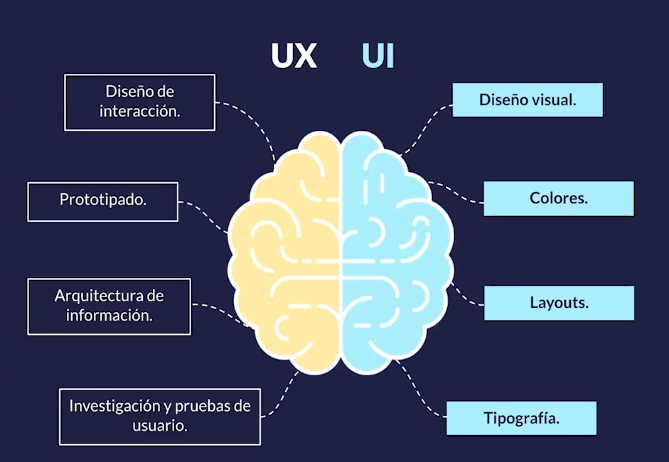 UX UI
Diseño de
interacción.
Diseño visual.
Prototipado.
Colores.
Arquitectura de
información.
Layouts.
Investigación y pruebas de
usuario.
Tipografía.